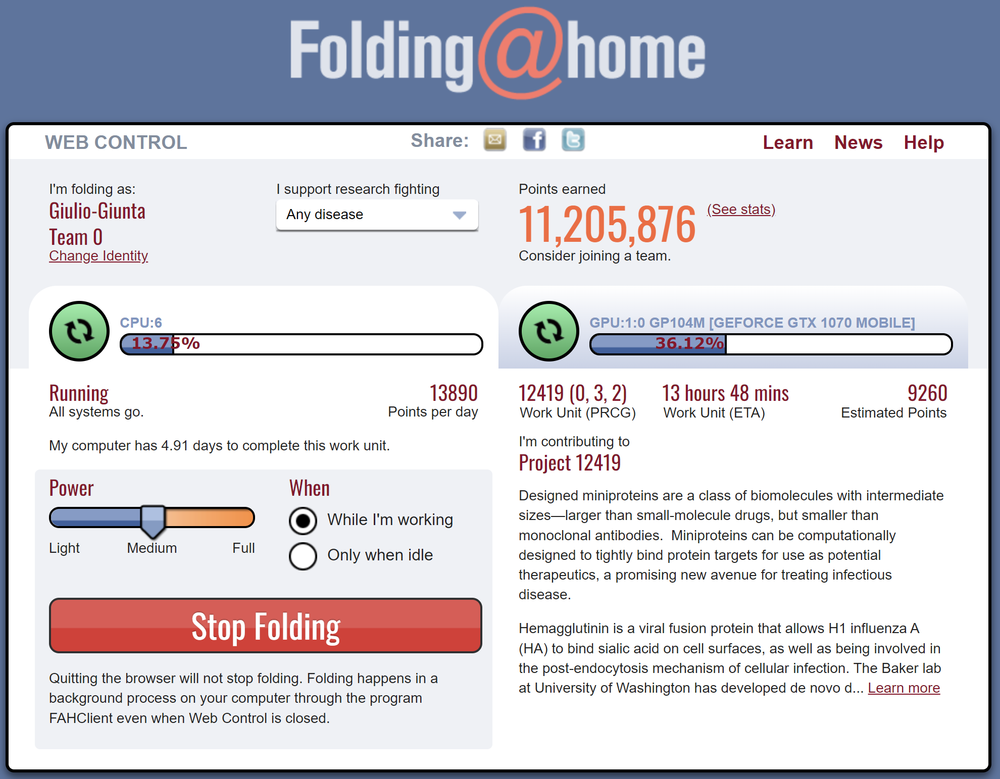 Folding@home
WEB CONTROL
Share:
Learn News Help
I'm folding as:
Giulio-Giunta
Team 0
Change Identity
I support research fighting
Any disease
Points earned
11,205,876 (See stats)
Consider joining a team.
CPU:6
13.75%
GPU:1:0 GP104M [GEFORCE GTX 1070 MOBILE]
36.12%
Running
All systems go.
13890
Points per day
My computer has 4.91 days to complete this work unit.
Power
Light Medium Full
When
While I'm working
Only when idle
Stop Folding
Quitting the browser will not stop folding. Folding happens in a
background process on your computer through the program
FAHClient even when Web Control is closed.
12419 (0, 3, 2)
Work Unit (PRCG)
13 hours 48 mins
Work Unit (ETA)
9260
Estimated Points
I'm contributing to
Project 12419
Designed miniproteins are a class of biomolecules with intermediate
sizes—larger than small-molecule drugs, but smaller than
monoclonal antibodies.  Miniproteins can be computationally
designed to tightly bind protein targets for use as potential
therapeutics, a promising new avenue for treating infectious
disease.
Hemagglutinin is a viral fusion protein that allows H1 influenza A
(HA) to bind sialic acid on cell surfaces, as well as being involved in
the post-endocytosis mechanism of cellular infection. The Baker lab
at University of Washington has developed de novo d... Learn more